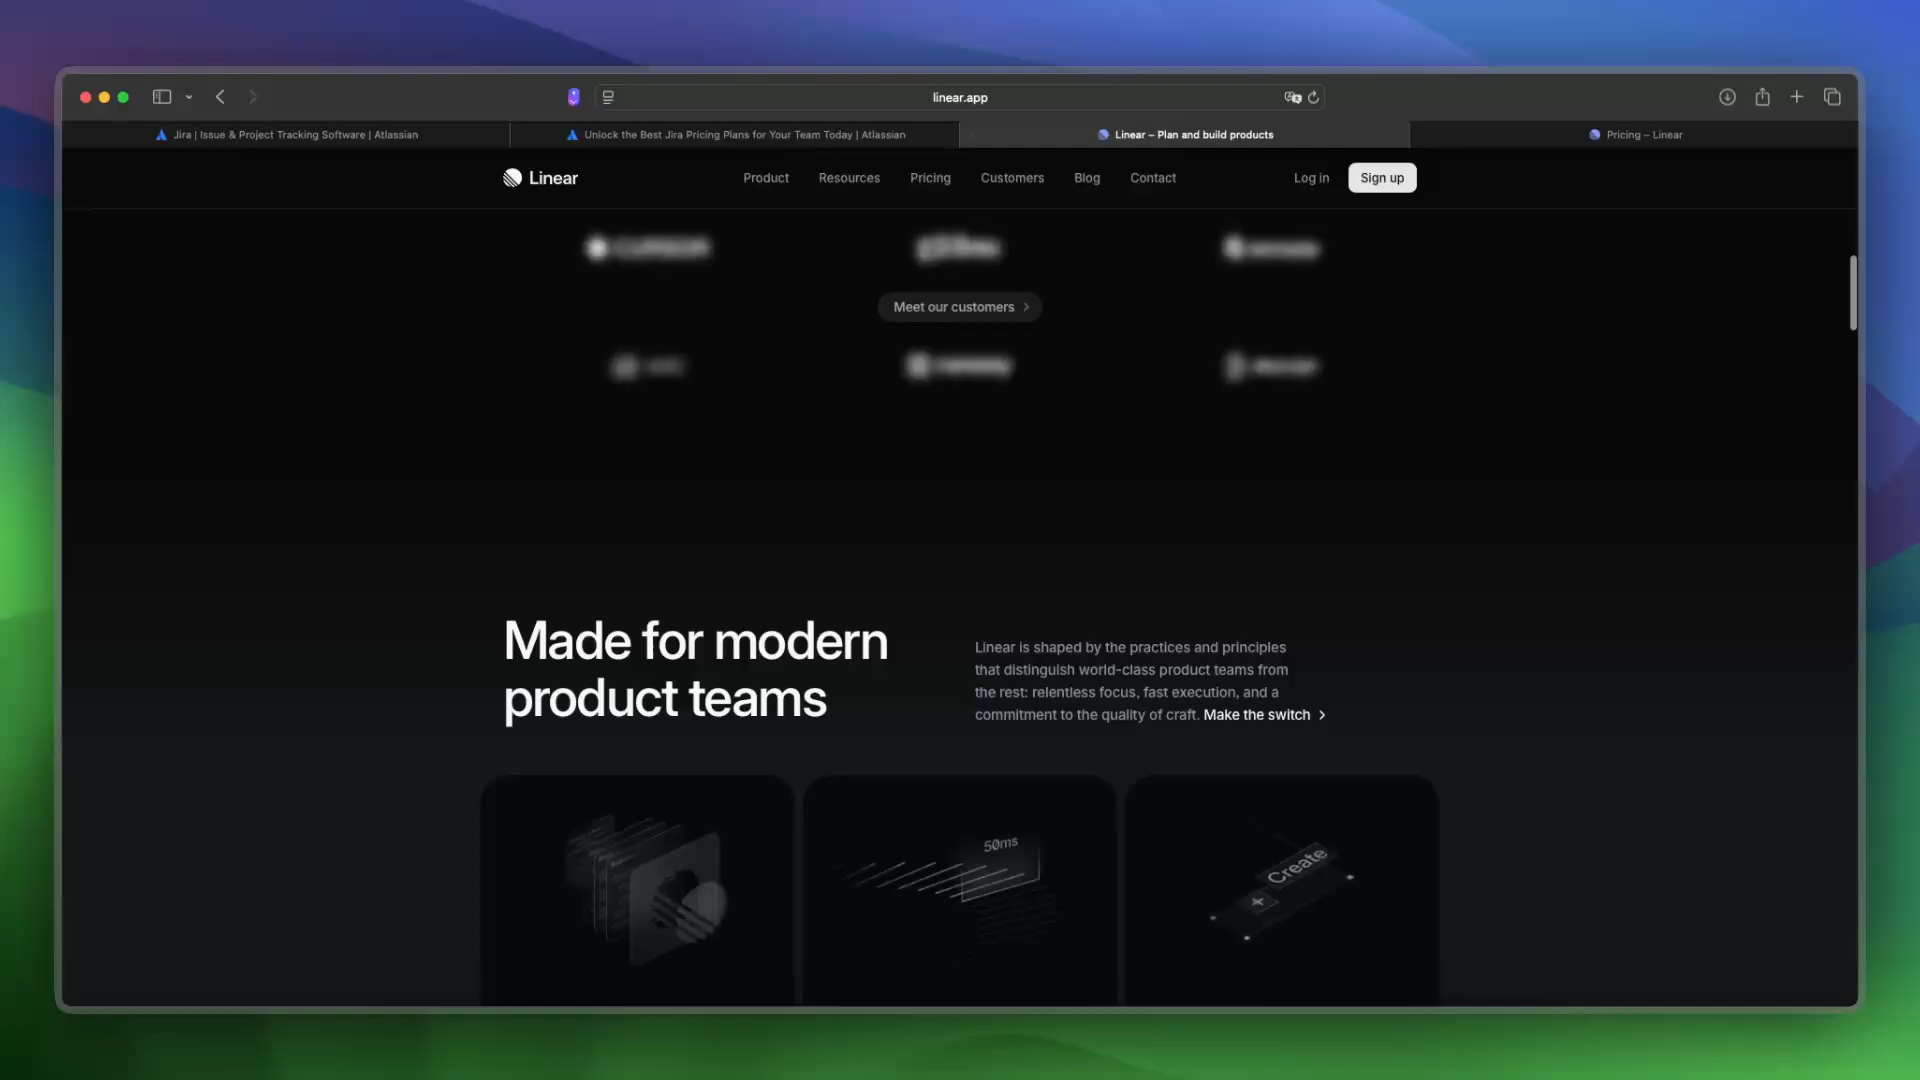 linear.app
Jira | Issue & Project Tracking Software | Atlassian
Unlock the Best Jira Pricing Plans for Your Team Today | Atlassian
Linear – Plan and build products
Pricing – Linear
Linear
Product
Resources
Pricing
Customers
Blog
Contact
Log in
Sign up
CURSOR
Meet our customers
Made for modern
product teams
Linear is shaped by the practices and principles
that distinguish world-class product teams from
the rest: relentless focus, fast execution, and a
commitment to the quality of craft. Make the switch
50ms
+ Create